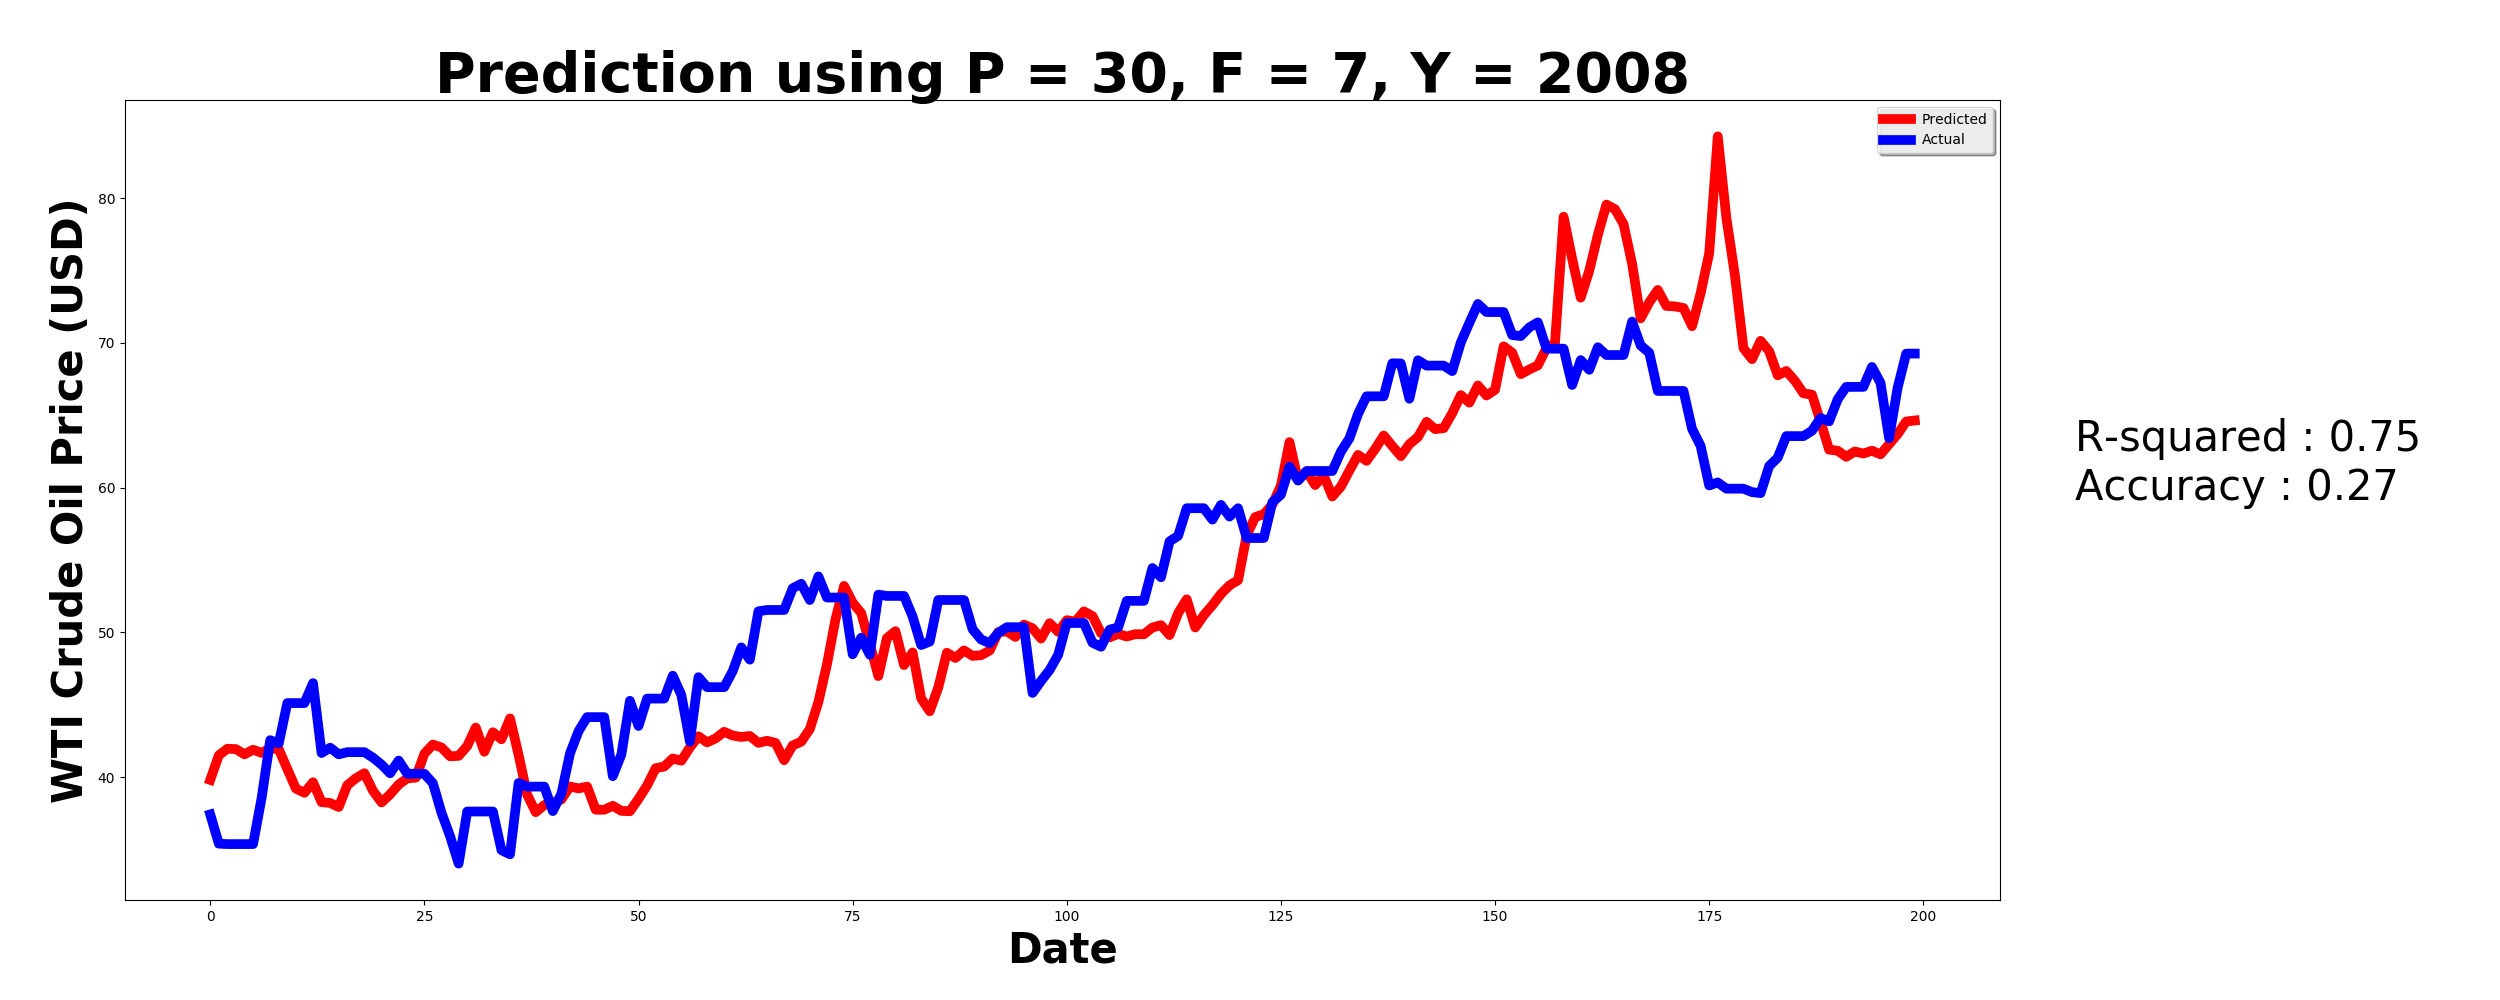 Prediction using P = 30, F = 7, Y = 2008
Predicted
Actual
WTI Crude Oil Price (USD)
80
70
60
50
40
0 25 50 75 100 125 150 175 200
Date
R-squared : 0.75
Accuracy : 0.27